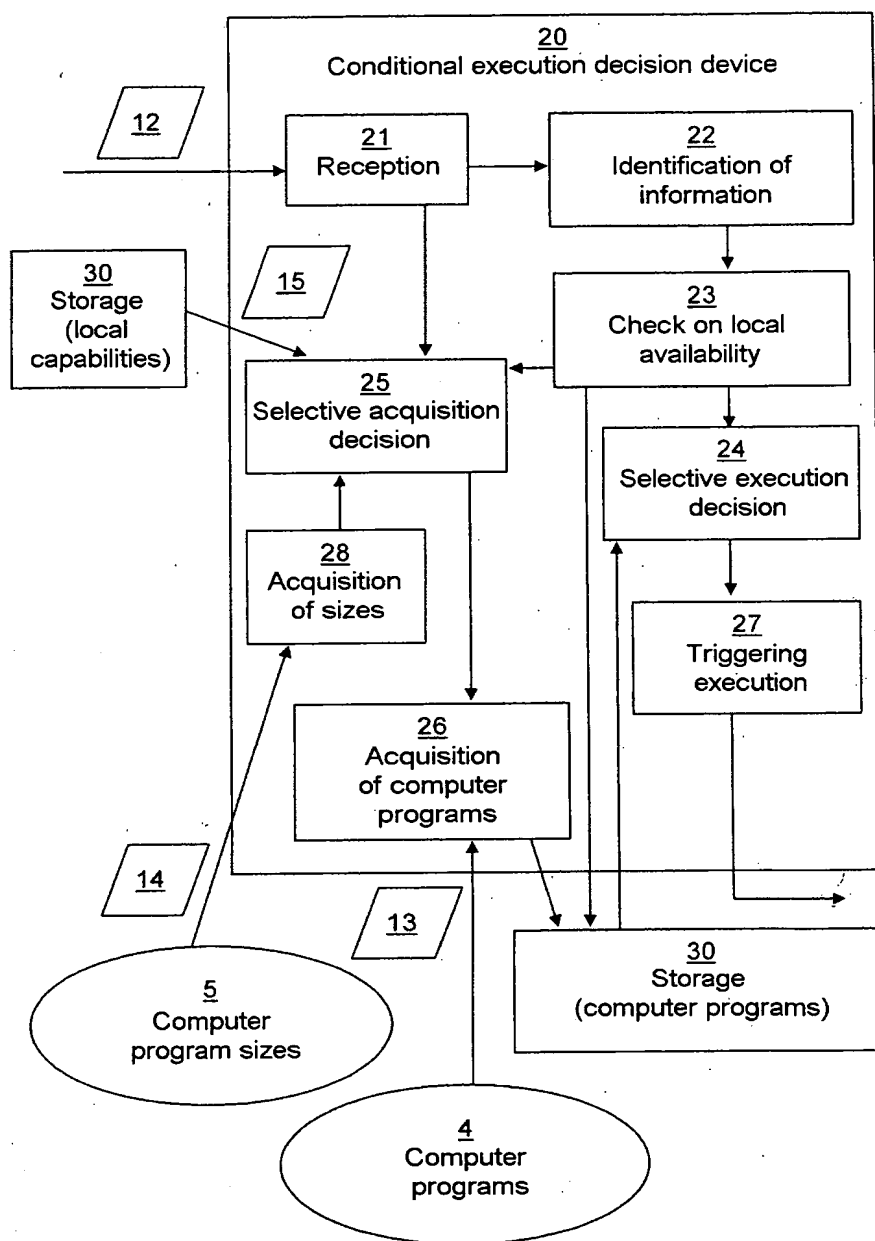 20
Conditional execution decision device
12
21
Reception
22
Identification of
information
30
Storage
(local
capabilities)
15
23
Check on local
availability
25
Selective acquisition
decision
24
Selective execution
decision
28
Acquisition
of sizes
27
Triggering
execution
26
Acquisition
of computer
programs
14
13
5
Computer
program sizes
30
Storage
(computer programs)
4
Computer
programs